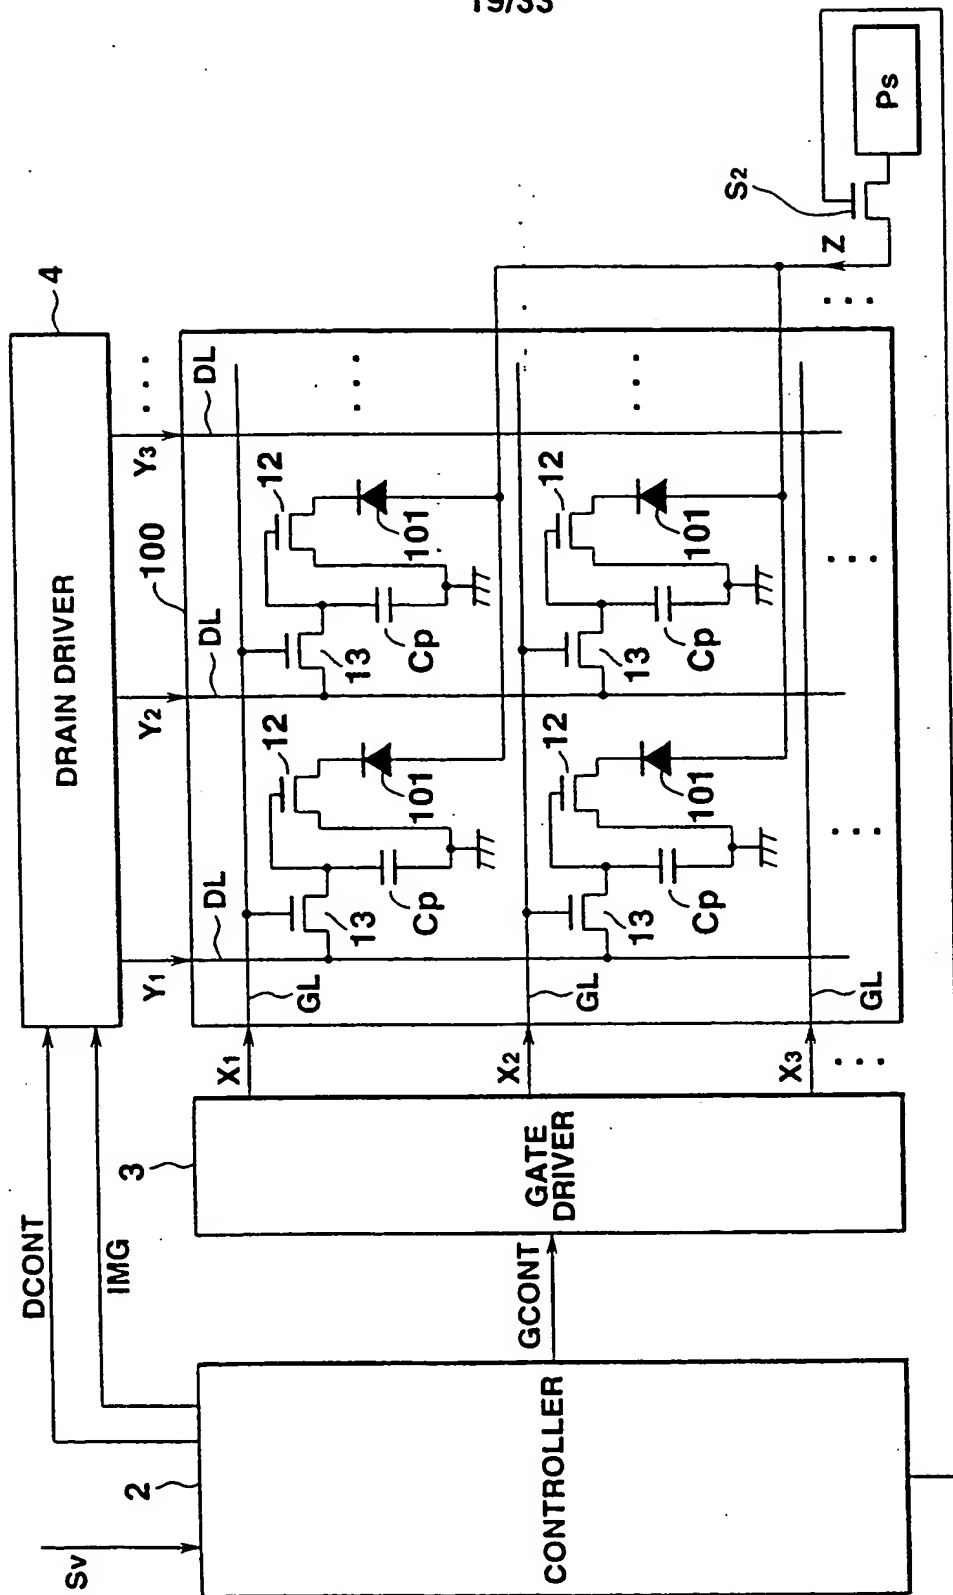 19/33
4
DRAIN DRIVER
DCONT
IMG
Y1
Y2
Y3
. . .
DL
DL
DL
100
S2
Ps
Z
. . .
Sv
2
CONTROLLER
GCONT
3
GATE
DRIVER
X1
GL
13
Cp
12
101
13
Cp
12
101
. . .
X2
GL
13
Cp
12
101
13
Cp
12
101
. . .
X3
GL
. . .
. . .
. . .